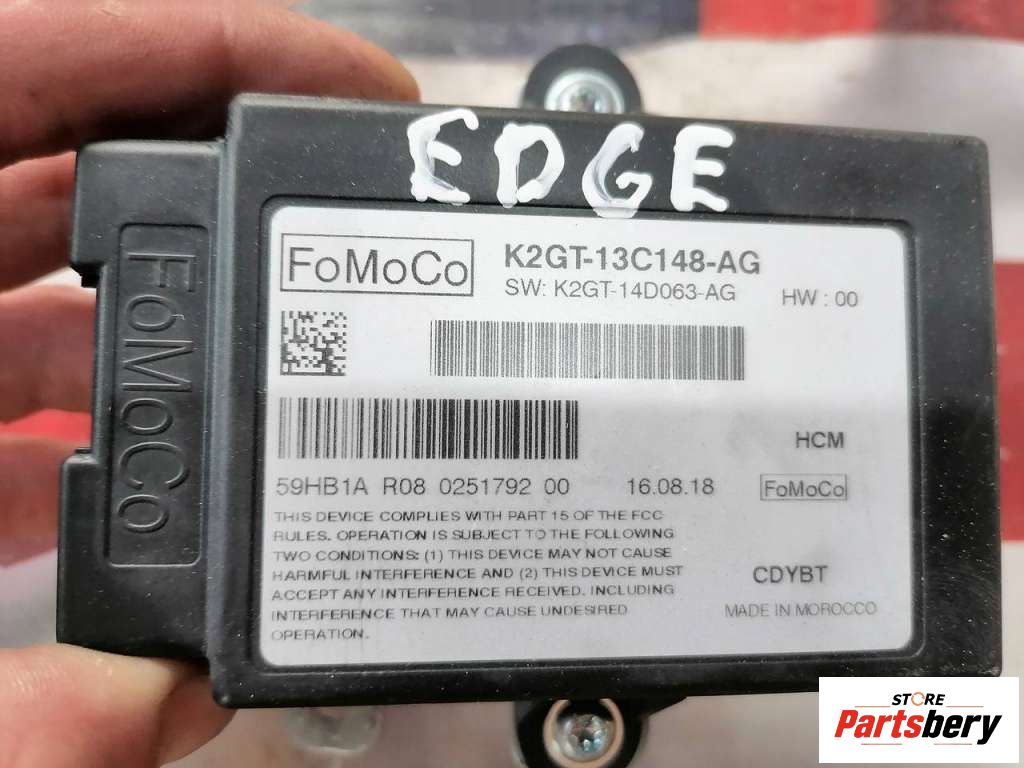 EDGE
FoMoCo
FoMoCo
K2GT-13C148-AG
SW: K2GT-14D063-AG
HW : 00
HCM
59HB1A R08 0251792 00
16.08.18
FoMoCo
THIS DEVICE COMPLIES WITH PART 15 OF THE FCC
RULES. OPERATION IS SUBJECT TO THE FOLLOWING
TWO CONDITIONS: (1) THIS DEVICE MAY NOT CAUSE
HARMFUL INTERFERENCE AND (2) THIS DEVICE MUST
ACCEPT ANY INTERFERENCE RECEIVED. INCLUDING
INTERFERENCE THAT MAY CAUSE UNDESIRED
OPERATION.
CDYBT
MADE IN MOROCCO
STORE
Partsbery